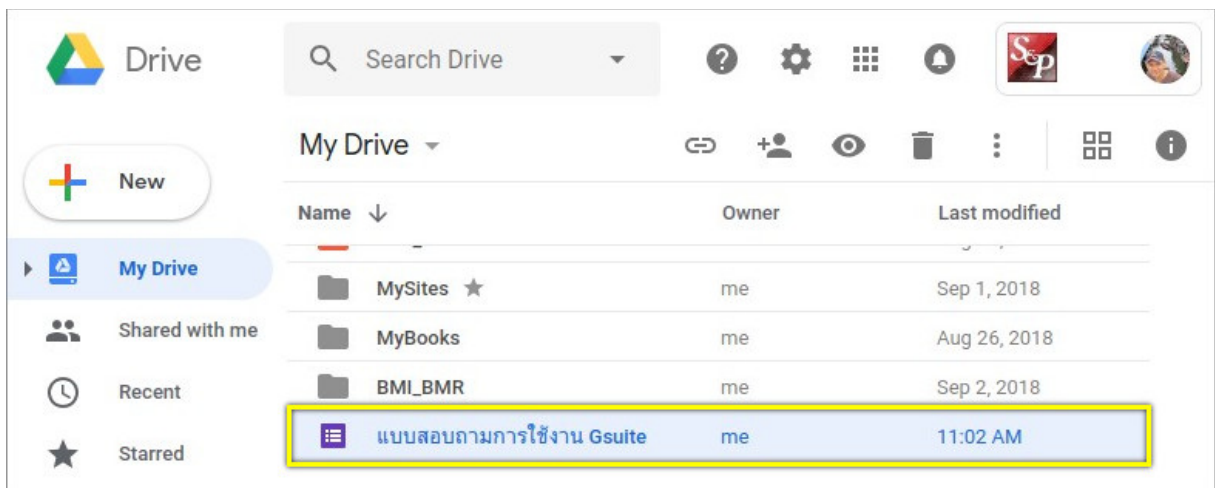 Drive
Search Drive
S&P
My Drive
New
Name Owner Last modified
My Drive
MySites me Sep 1, 2018
Shared with me
MyBooks me Aug 26, 2018
Recent
BMI_BMR me Sep 2, 2018
แบบสอบถามการใช้งาน Gsuite me 11:02 AM
Starred